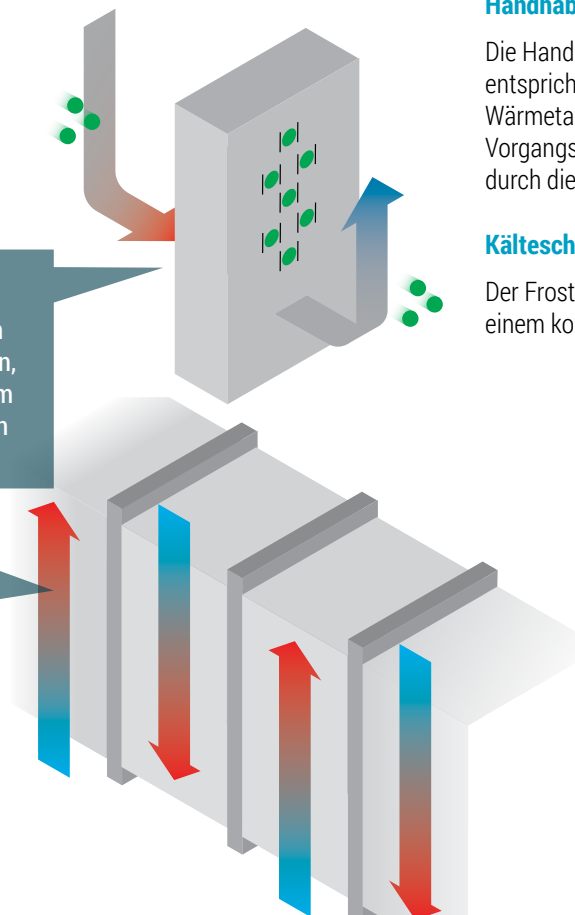 Handhab
Die Hand
entsprich
Wärmeta
Vorgangs
durch die
Kältesch
Der Frost
einem ko
n,
m